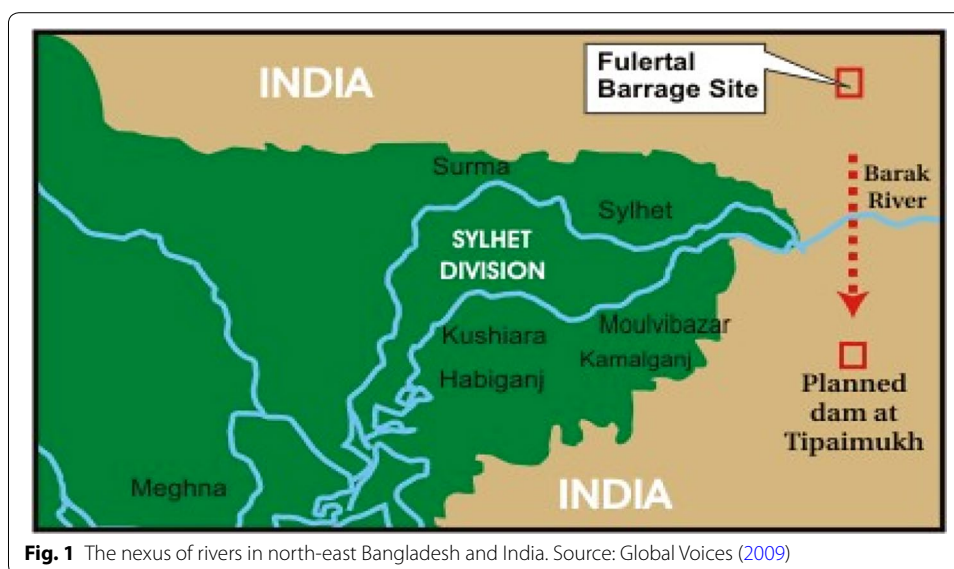 INDIA
Fulertal
Barrage Site
Surma
Barak
River
Sylhet
SYLHET
DIVISION
Kushiara
Moulvibazar
Kamalganj
Habiganj
Planned
dam at
Tipaimukh
Meghna
INDIA
Fig. 1 The nexus of rivers in north-east Bangladesh and India. Source: Global Voices (2009)